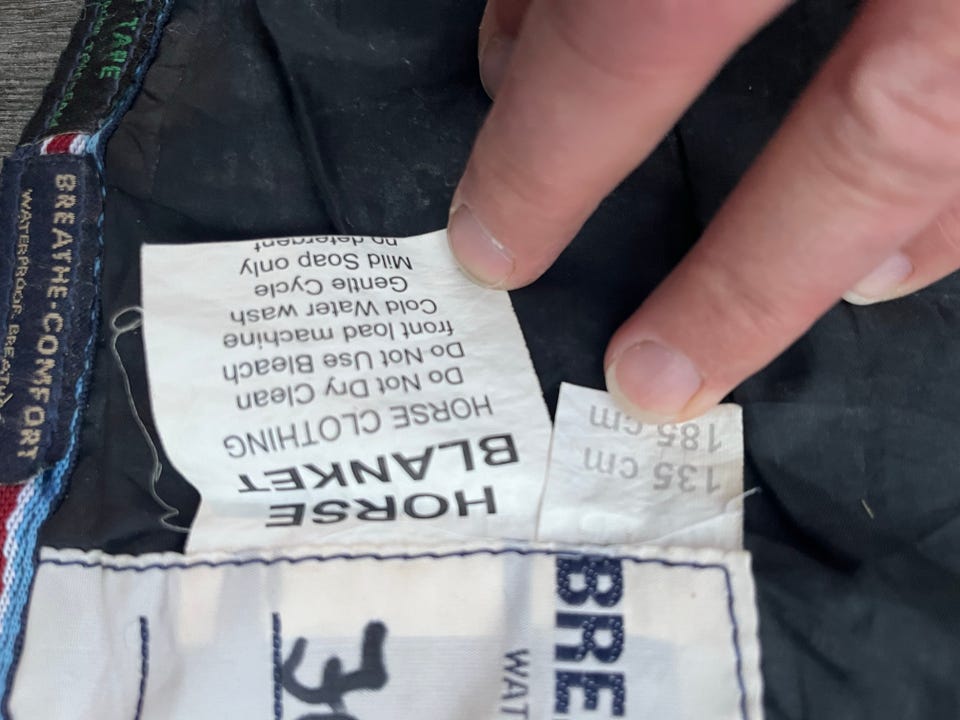 HORSE
BLANKET
HORSE CLOTHING
Do Not Dry Clean
Do Not Use Bleach
front load machine
Cold Water wash
Gentle Cycle
Mild Soap only
no detergent
135 cm
185 cm
BREATHE-COMFORT
WATERPROOF
TAPE
BRE
WAT